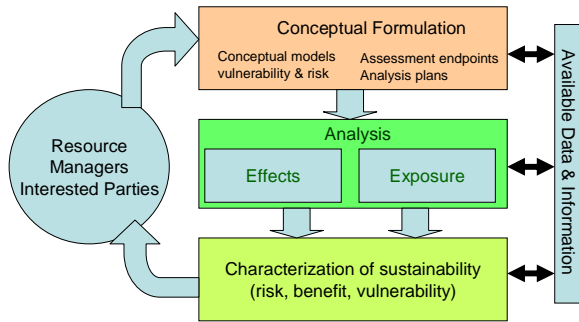 Conceptual Formulation
Conceptual models
vulnerability & risk
Assessment endpoints
Analysis plans
Resource
Managers
Interested Parties
Analysis
Effects
Exposure
Characterization of sustainability
(risk, benefit, vulnerability)
Available Data & Information